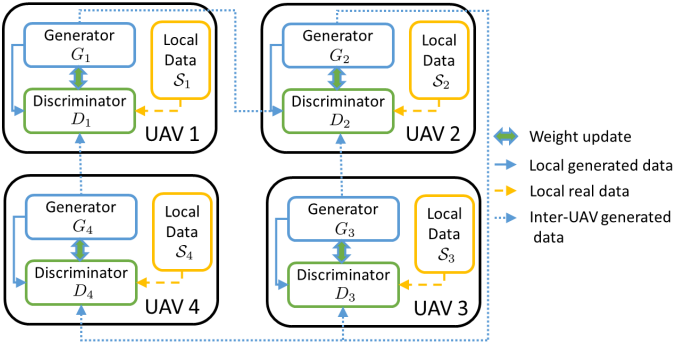 Generator
G₁
Local
Data
𝒮₁
Discriminator
D₁
UAV 1
Generator
G₂
Local
Data
𝒮₂
Discriminator
D₂
UAV 2
Generator
G₄
Local
Data
𝒮₄
Discriminator
D₄
UAV 4
Generator
G₃
Local
Data
𝒮₃
Discriminator
D₃
UAV 3
Weight update
Local generated data
Local real data
Inter-UAV generated
data